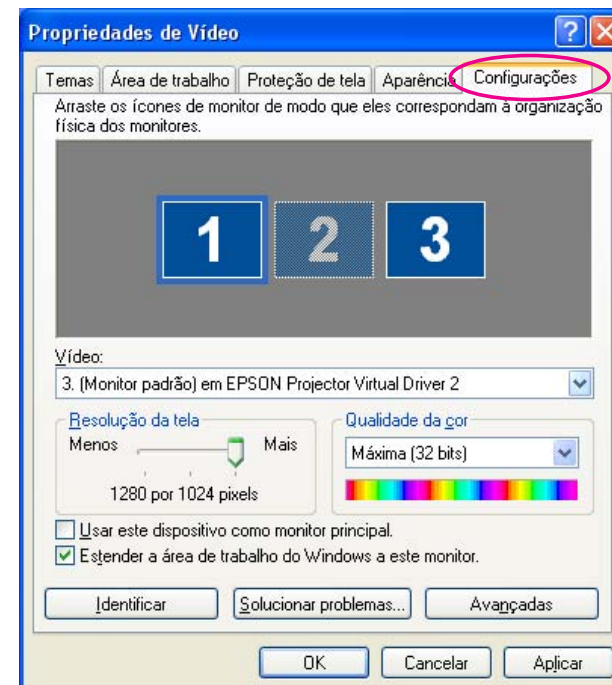 Propriedades de Vídeo
Temas Área de trabalho Proteção de tela Aparência Configurações
Arraste os ícones de monitor de modo que eles correspondam à organização
física dos monitores.
1 2 3
Vídeo:
3. (Monitor padrão) em EPSON Projector Virtual Driver 2
Resolução da tela
Menos Mais
1280 por 1024 pixels
Qualidade da cor
Máxima (32 bits)
Usar este dispositivo como monitor principal.
Estender a área de trabalho do Windows a este monitor.
Identificar Solucionar problemas... Avançadas
OK Cancelar Aplicar